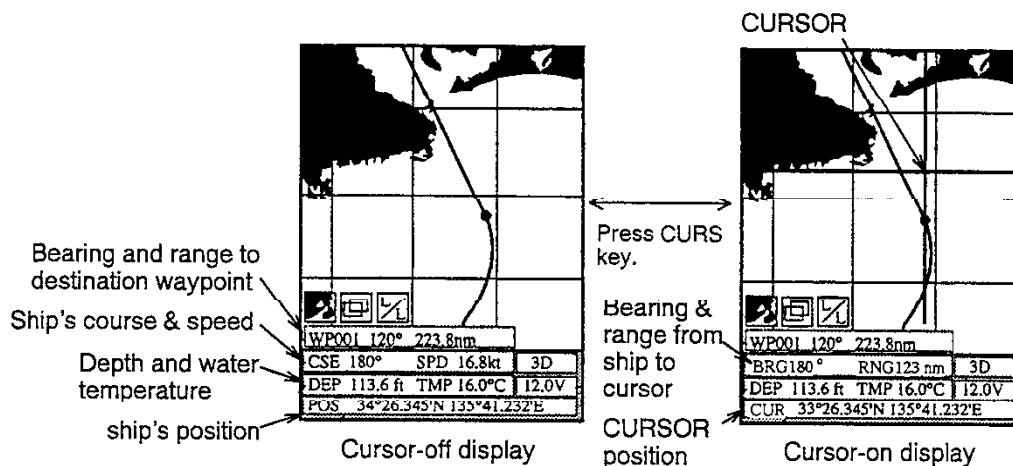 CURSOR
Bearing and range to
destination waypoint
Ship's course & speed
Depth and water
temperature
ship's position
WP001 120° 223.8nm
CSE 180° SPD 16.8kt 3D
DEP 113.6 ft TMP 16.0°C 12.0V
POS 34°26.345'N 135°41.232'E
Cursor-off display
Press CURS
key.
Bearing &
range from
ship to
cursor
CURSOR
position
WP001 120° 223.8nm
BRG180° RNG123 nm 3D
DEP 113.6 ft TMP 16.0°C 12.0V
CUR 33°26.345'N 135°41.232'E
Cursor-on display